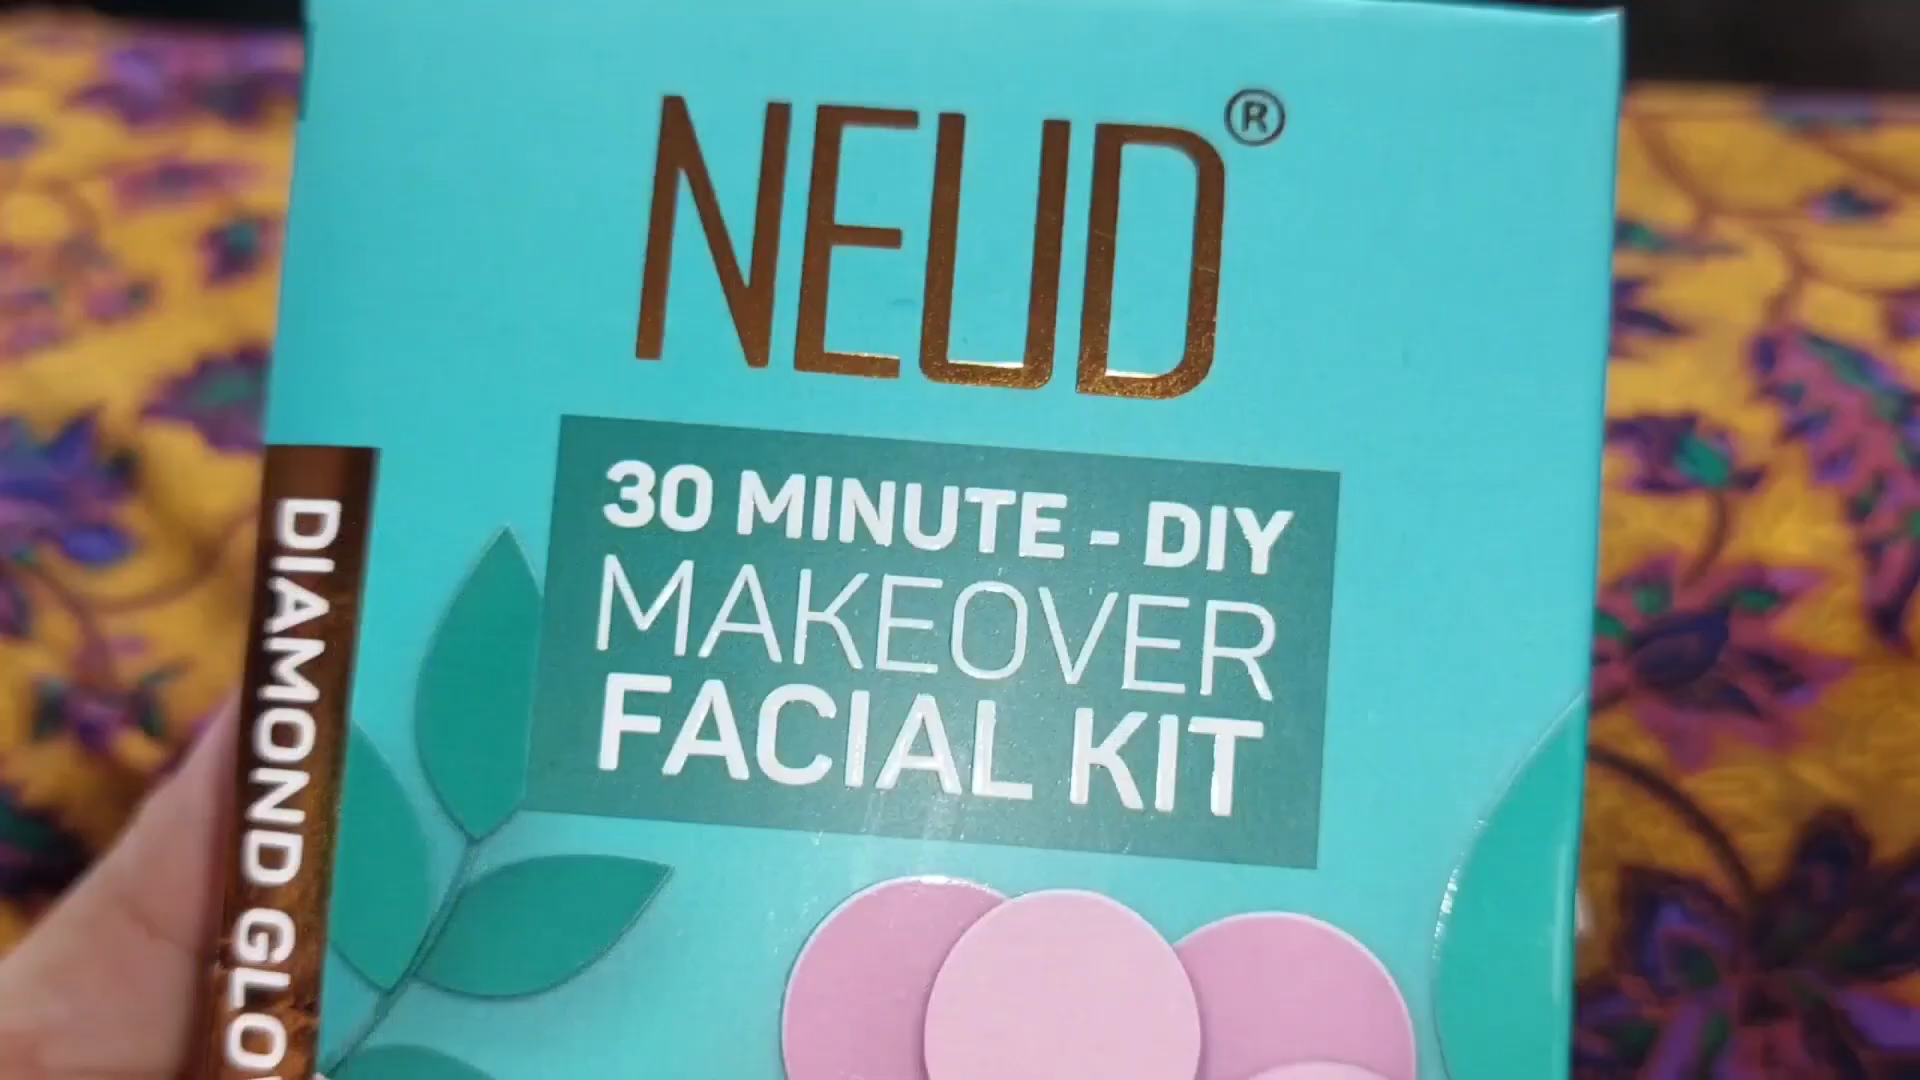 NEUD®
30 MINUTE - DIY
MAKEOVER
FACIAL KIT
DIAMOND